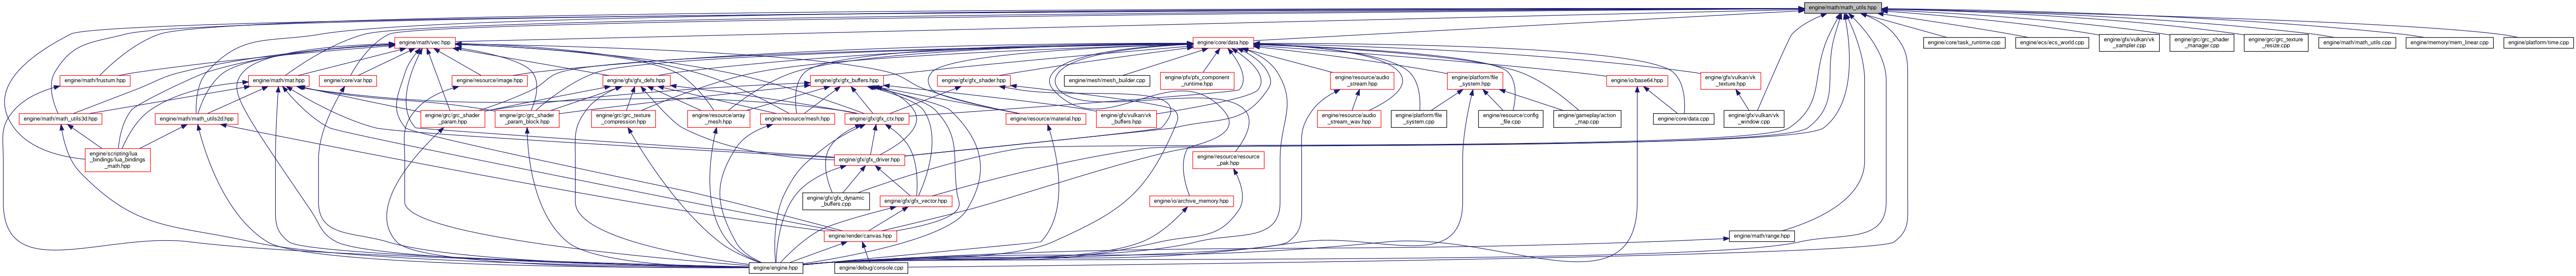 engine/math/math_utils.hpp
engine/math/vec.hpp
engine/core/data.hpp
engine/core/task_runtime.cpp
engine/ecs/ecs_world.cpp
engine/gfx/vulkan/vk
_sampler.cpp
engine/grc/grc_shader
_manager.cpp
engine/grc/grc_texture
_resize.cpp
engine/math/math_utils.cpp
engine/memory/mem_linear.cpp
engine/platform/time.cpp
engine/math/frustum.hpp
engine/math/mat.hpp
engine/core/var.hpp
engine/resource/image.hpp
engine/gfx/gfx_defs.hpp
engine/gfx/gfx_buffers.hpp
engine/gfx/gfx_shader.hpp
engine/mesh/mesh_builder.cpp
engine/pfx/pfx_component
_runtime.hpp
engine/resource/audio
_stream.hpp
engine/platform/file
_system.hpp
engine/io/base64.hpp
engine/gfx/vulkan/vk
_texture.hpp
engine/math/math_utils3d.hpp
engine/math/math_utils2d.hpp
engine/grc/grc_shader
_param.hpp
engine/grc/grc_shader
_param_block.hpp
engine/grc/grc_texture
_compression.hpp
engine/resource/array
_mesh.hpp
engine/resource/mesh.hpp
engine/gfx/gfx_ctx.hpp
engine/resource/material.hpp
engine/gfx/vulkan/vk
_buffers.hpp
engine/resource/audio
_stream_wav.hpp
engine/platform/file
_system.cpp
engine/resource/config
_file.cpp
engine/gameplay/action
_map.cpp
engine/core/data.cpp
engine/gfx/vulkan/vk
_window.cpp
engine/scripting/lua
_bindings/lua_bindings
_math.hpp
engine/gfx/gfx_driver.hpp
engine/resource/resource
_pak.hpp
engine/gfx/gfx_dynamic
_buffers.cpp
engine/gfx/gfx_vector.hpp
engine/io/archive_memory.hpp
engine/render/canvas.hpp
engine/math/range.hpp
engine/engine.hpp
engine/debug/console.cpp